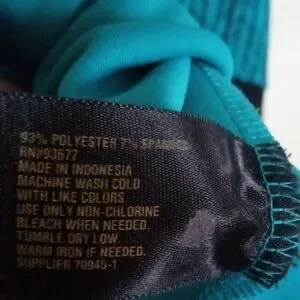 93% POLYESTER 7% SPANDEX
RN#93677
MADE IN INDONESIA
MACHINE WASH COLD
WITH LIKE COLORS
USE ONLY NON-CHLORINE
BLEACH WHEN NEEDED.
TUMBLE DRY LOW.
WARM IRON IF NEEDED.
SUPPLIER 70945-1